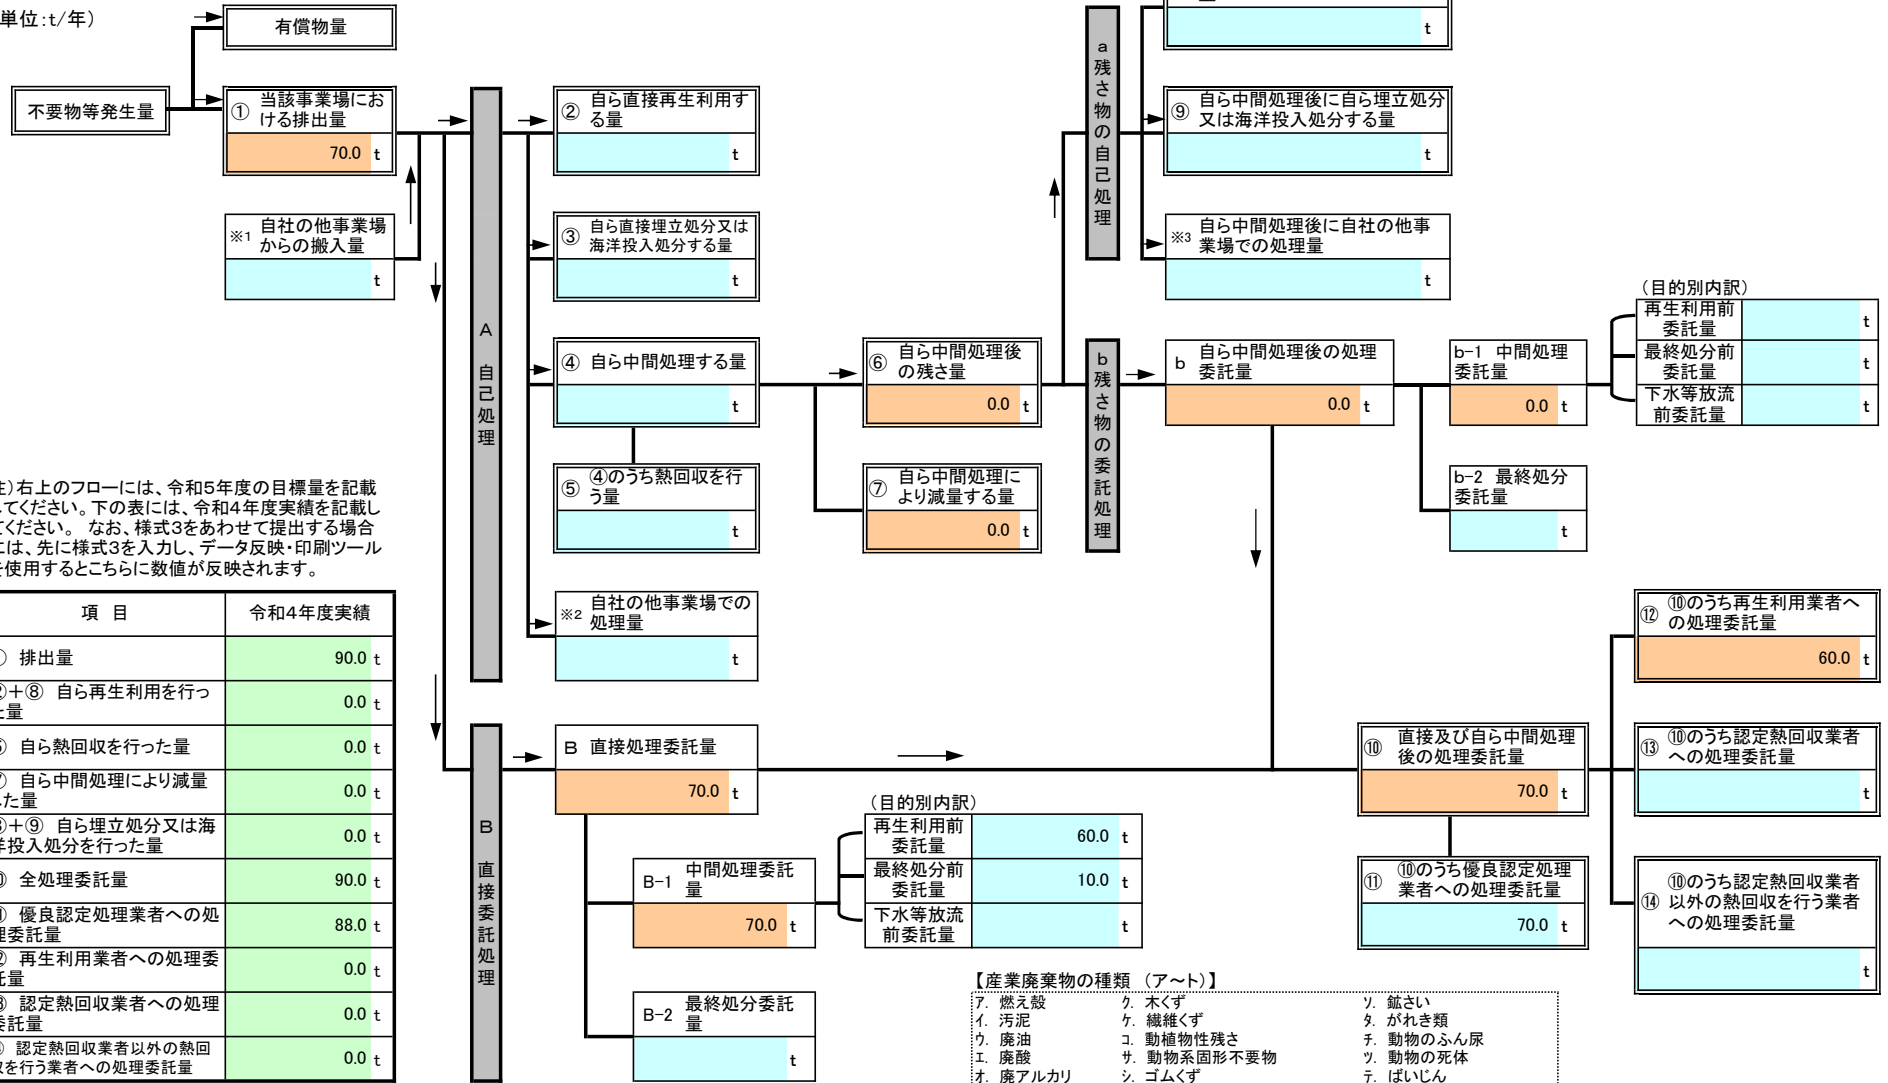 単位:t/年)
有償物量
不要物等発生量
① 当該事業場にお
ける排出量
70.0 t
※1 自社の他事業場
からの搬入量
t
A 自己処理
② 自ら直接再生利用す
る量
t
③ 自ら直接埋立処分又は
海洋投入処分する量
t
④ 自ら中間処理する量
t
⑤ ④のうち熱回収を行
う量
t
※2 自社の他事業場での
処理量
t
⑥ 自ら中間処理後
の残さ量
0.0 t
⑦ 自ら中間処理に
より減量する量
0.0 t
a 残さ物の自己処理
t
⑨ 自ら中間処理後に自ら埋立処分
又は海洋投入処分する量
t
※3 自ら中間処理後に自社の他事
業場での処理量
t
b 残さ物の委託処理
b 自ら中間処理後の処理
委託量
0.0 t
b-1 中間処理
委託量
0.0 t
b-2 最終処分
委託量
t
(目的別内訳)
再生利用前
委託量
t
最終処分前
委託量
t
下水等放流
前委託量
t
注)右上のフローには、令和5年度の目標量を記載
してください。下の表には、令和4年度実績を記載し
てください。 なお、様式3をあわせて提出する場合
には、先に様式3を入力し、データ反映・印刷ツール
を使用するとこちらに数値が反映されます。
項 目 令和4年度実績
排出量 90.0 t
②+⑧ 自ら再生利用を行っ
た量
0.0 t
自ら熱回収を行った量 0.0 t
自ら中間処理により減量
した量
0.0 t
③+⑨ 自ら埋立処分又は海
洋投入処分を行った量
0.0 t
全処理委託量 90.0 t
優良認定処理業者への処
理委託量
88.0 t
再生利用業者への処理委
託量
0.0 t
認定熱回収業者への処理
委託量
0.0 t
認定熱回収業者以外の熱回
収を行う業者への処理委託量
0.0 t
B 直接委託処理
B 直接処理委託量
70.0 t
B-1 中間処理委託
量
70.0 t
B-2 最終処分委託
量
t
(目的別内訳)
再生利用前
委託量
60.0 t
最終処分前
委託量
10.0 t
下水等放流
前委託量
t
⑩ 直接及び自ら中間処理
後の処理委託量
70.0 t
⑪ ⑩のうち優良認定処理
業者への処理委託量
70.0 t
⑫ ⑩のうち再生利用業者へ
の処理委託量
60.0 t
⑬ ⑩のうち認定熱回収業者
への処理委託量
t
⑭ ⑩のうち認定熱回収業者
以外の熱回収を行う業者
への処理委託量
t
【産業廃棄物の種類 (ア~ト)】
ア. 燃え殻 ク. 木くず ソ. 鉱さい
イ. 汚泥 ケ. 繊維くず タ. がれき類
ウ. 廃油 コ. 動植物性残さ チ. 動物のふん尿
エ. 廃酸 サ. 動物系固形不要物 ツ. 動物の死体
オ. 廃アルカリ シ. ゴムくず テ. ばいじん